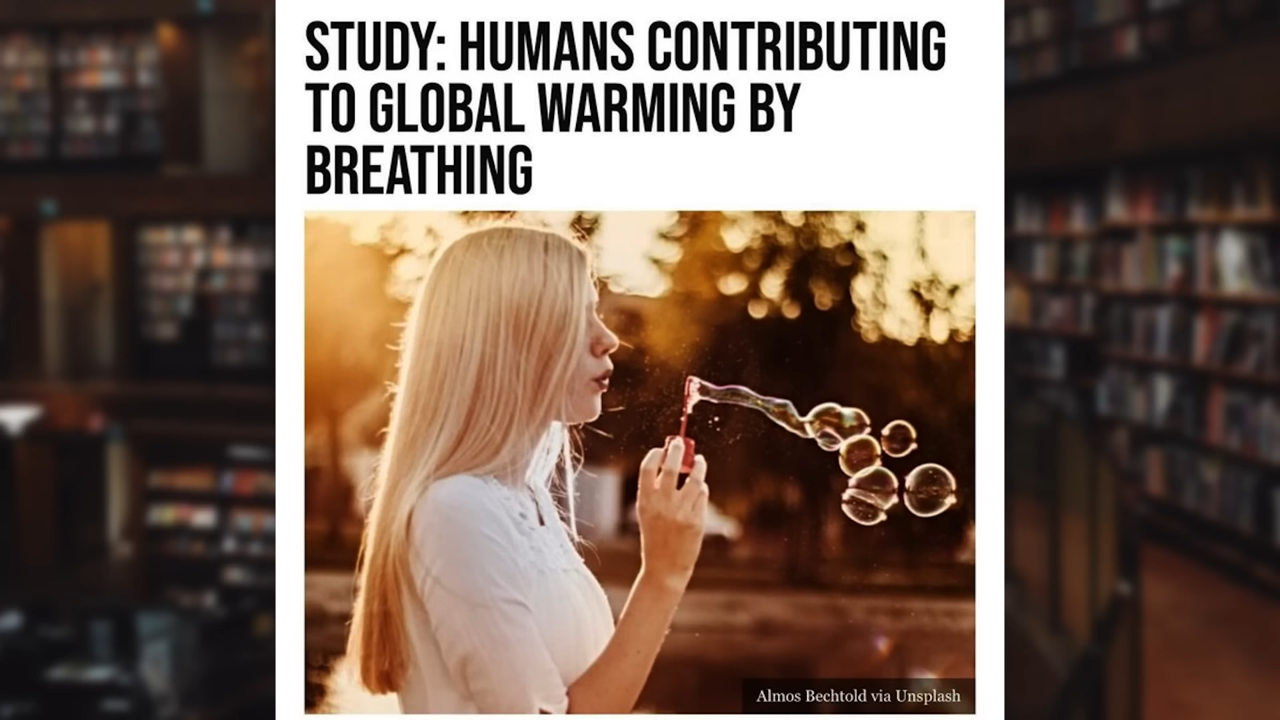 STUDY: HUMANS CONTRIBUTING
TO GLOBAL WARMING BY
BREATHING
Almos Bechtold via Unsplash